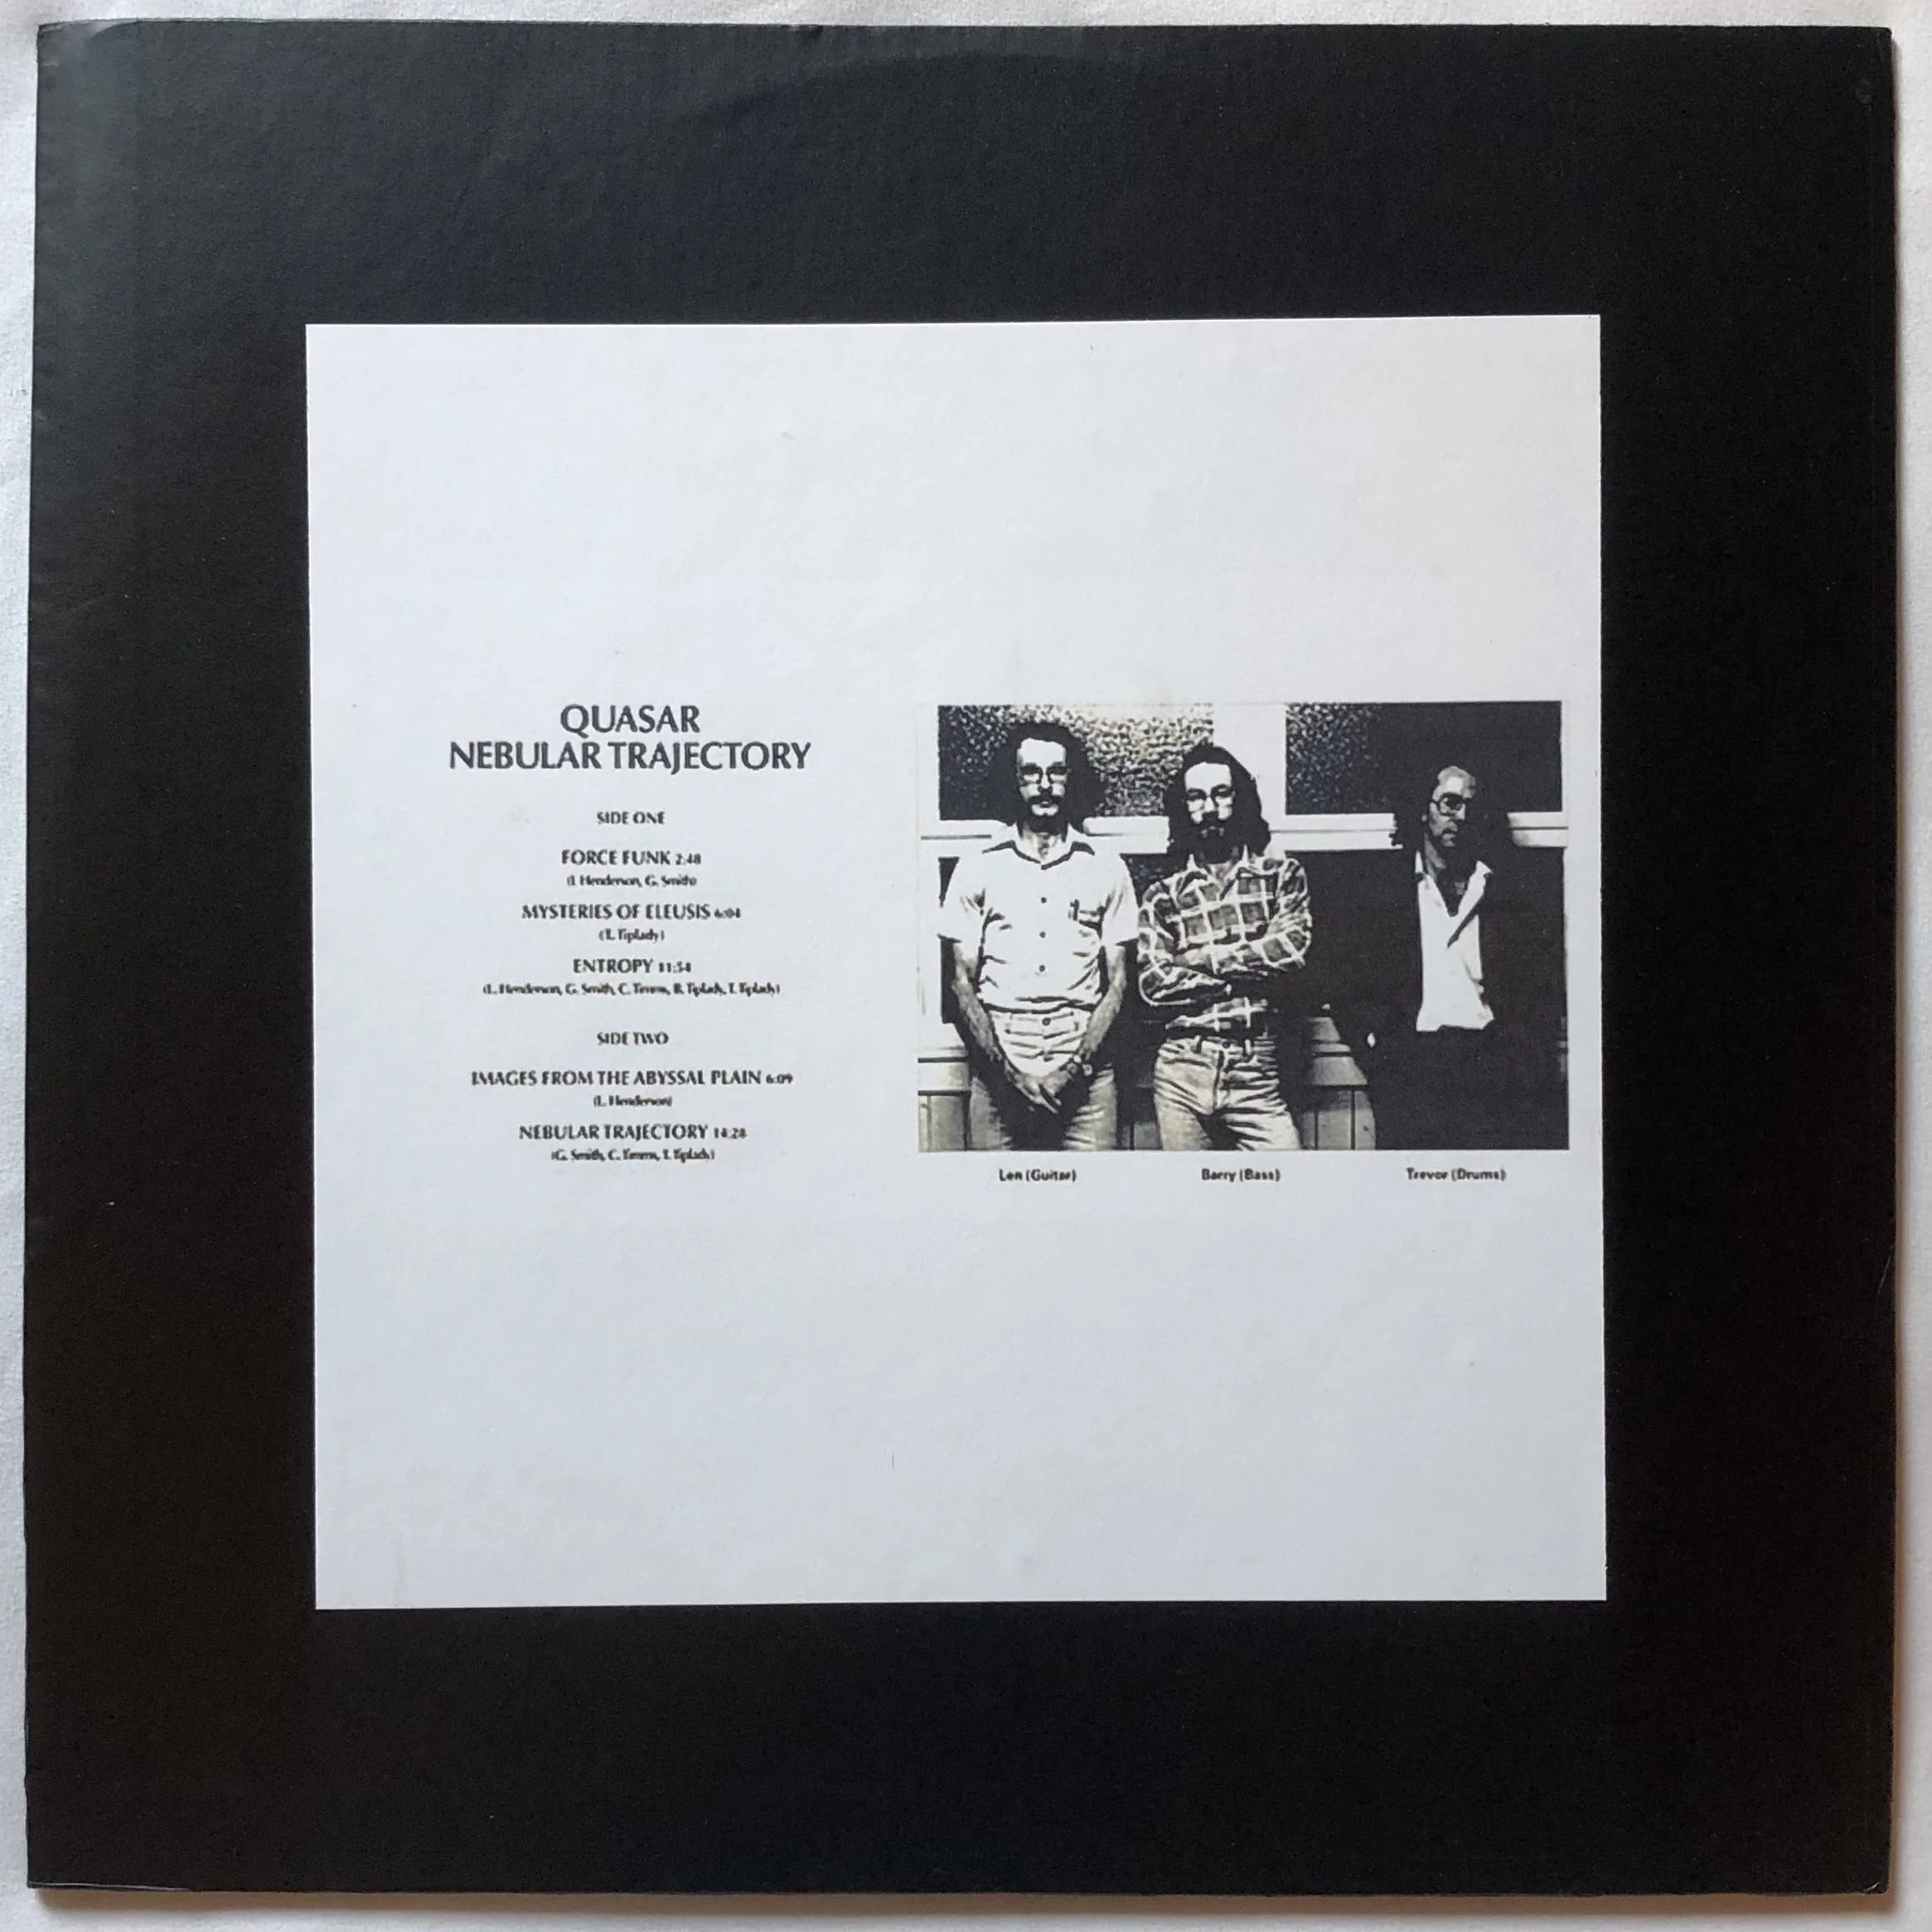 QUASAR
NEBULAR TRAJECTORY
SIDE ONE
FORCE FUNK 2:48
(L Henderson, G. Smith)
MYSTERIES OF ELEUSIS 6:04
(T. Tiplady)
ENTROPY 11:54
(L. Henderson, G. Smith, C. Timms, B. Tiplady, T. Tiplady)
SIDE TWO
IMAGES FROM THE ABYSSAL PLAIN 6:09
(L. Henderson)
NEBULAR TRAJECTORY 14:28
(G. Smith, C. Timms, T. Tiplady)
Len (Guitar)
Barry (Bass)
Trevor (Drums)